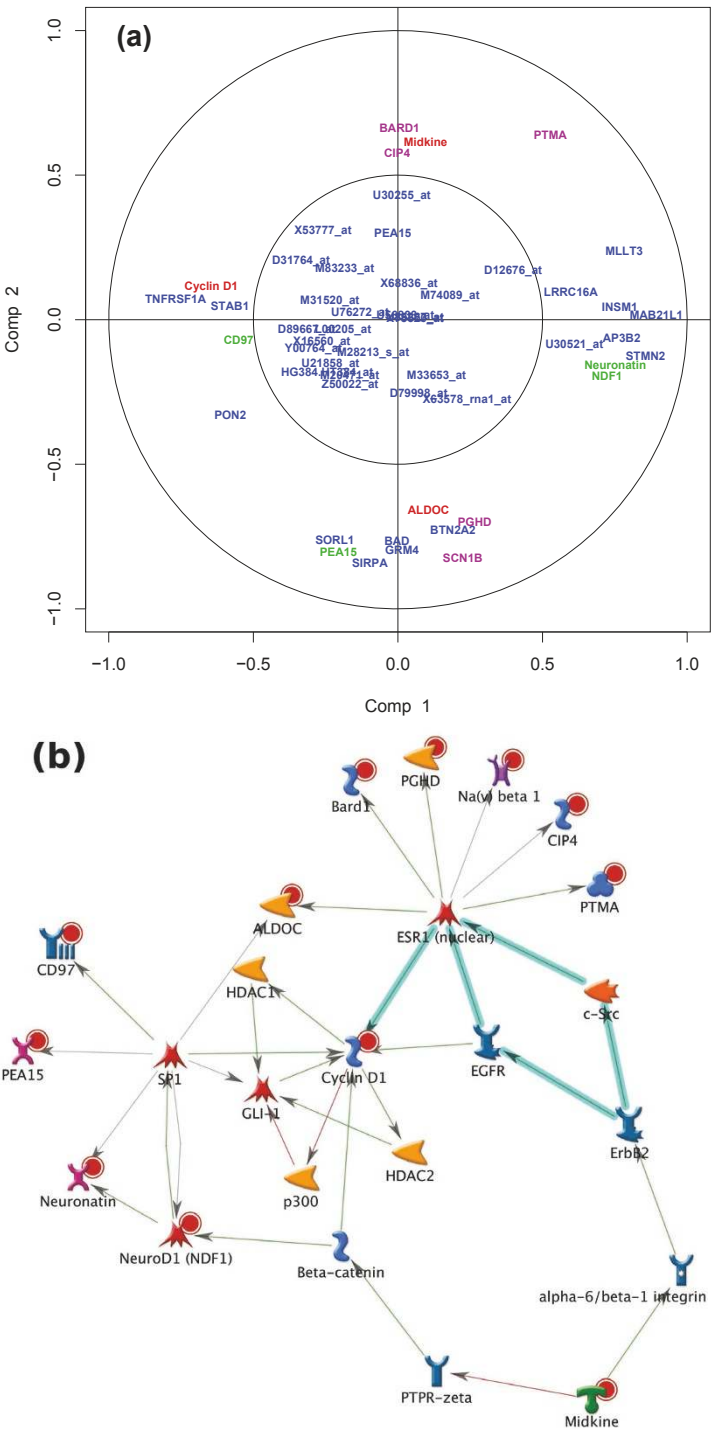 (a)
1.0
0.5
0.0
−0.5
−1.0
Comp 2
BARD1
Midkine
PTMA
CIP4
U30255_at
X53777_at
PEA15
MLLT3
D31764_at
M83233_at
D12676_at
X68836_at
Cyclin D1
M74089_at
LRRC16A
TNFRSF1A
STAB1
M31520_at
INSM1
U76272_at
MAB21L1
D89667
L00205_at
CD97
X16560_at
AP3B2
Y00764_at
M28213_s_at
U30521_at
STMN2
U21858_at
Neuronatin
M33653_at
NDF1
Z50022_at
D79998_at
X63578_rna1_at
PON2
ALDOC
PGHD
BTN2A2
SORL1
BAD
PEA15
GRM4
SIRPA
SCN1B
−1.0 −0.5 0.0 0.5 1.0
Comp 1
(b)
PGHD
Bard1
Na(v) beta 1
CIP4
PTMA
ALDOC
ESR1 (nuclear)
CD97
HDAC1
c-Src
PEA15
SP1
Cyclin D1
EGFR
GLI-1
ErbB2
HDAC2
Neuronatin
p300
NeuroD1 (NDF1)
Beta-catenin
alpha-6/beta-1 integrin
PTPR-zeta
Midkine